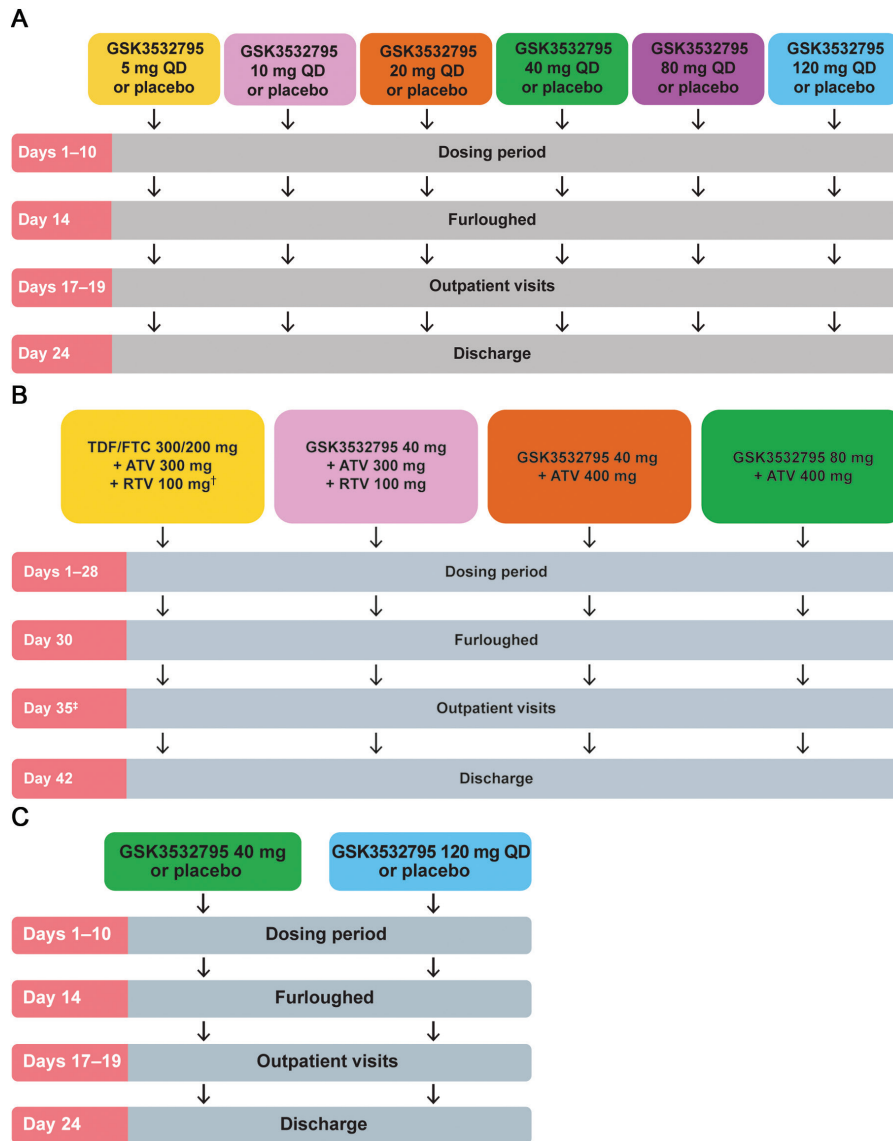 A
GSK3532795
5 mg QD
or placebo
GSK3532795
10 mg QD
or placebo
GSK3532795
20 mg QD
or placebo
GSK3532795
40 mg QD
or placebo
GSK3532795
80 mg QD
or placebo
GSK3532795
120 mg QD
or placebo
Days 1–10
Dosing period
Day 14
Furloughed
Days 17–19
Outpatient visits
Day 24
Discharge
B
TDF/FTC 300/200 mg
+ ATV 300 mg
+ RTV 100 mg†
GSK3532795 40 mg
+ ATV 300 mg
+ RTV 100 mg
GSK3532795 40 mg
+ ATV 400 mg
GSK3532795 80 mg
+ ATV 400 mg
Days 1–28
Dosing period
Day 30
Furloughed
Day 35‡
Outpatient visits
Day 42
Discharge
C
GSK3532795 40 mg
or placebo
GSK3532795 120 mg QD
or placebo
Days 1–10
Dosing period
Day 14
Furloughed
Days 17–19
Outpatient visits
Day 24
Discharge